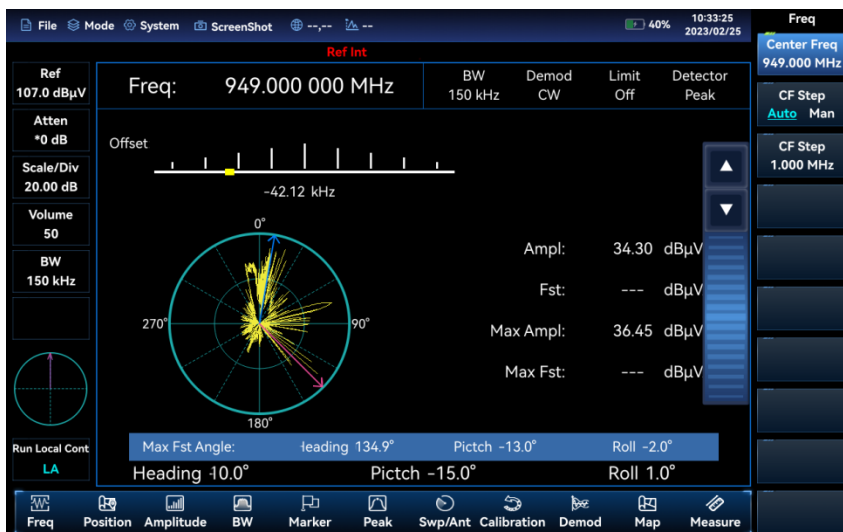 File Mode System ScreenShot --,-- -- 40% 10:33:25
2023/02/25
Freq
Ref Int
Center Freq
949.000 MHz
CF Step
Auto Man
CF Step
1.000 MHz
Ref
107.0 dBµV
Atten
*0 dB
Scale/Div
20.00 dB
Volume
50
BW
150 kHz
Run Local Cont
LA
Freq: 949.000 000 MHz
BW Demod Limit Detector
150 kHz CW Off Peak
Offset
-42.12 kHz
0°
270° 90°
180°
Ampl: 34.30 dBµV
Fst: --- dBµV
Max Ampl: 36.45 dBµV
Max Fst: --- dBµV
▲
▼
Max Fst Angle: Heading 134.9° Pictch -13.0° Roll -2.0°
Heading 10.0° Pictch -15.0° Roll 1.0°
Freq Position Amplitude BW Marker Peak Swp/Ant Calibration Demod Map Measure